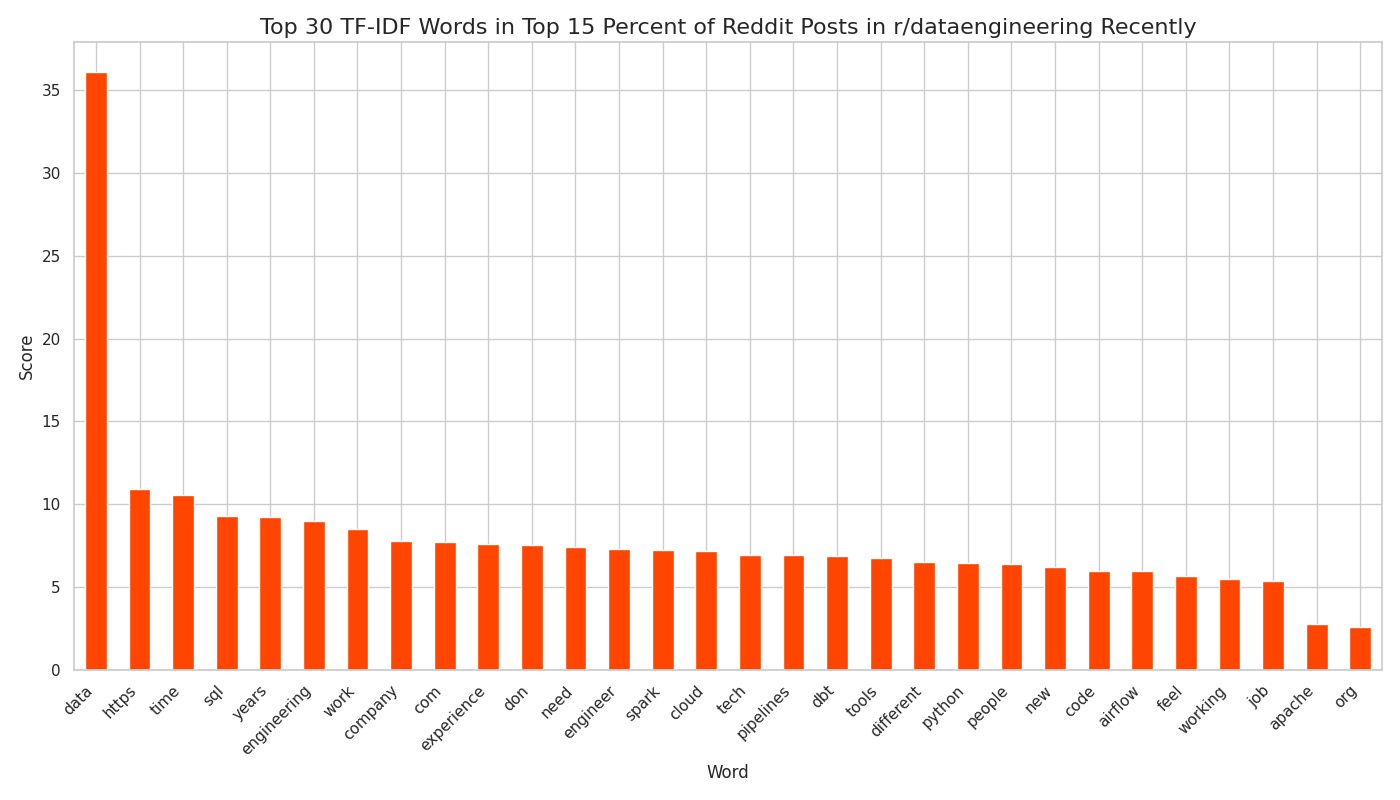 Top 30 TF-IDF Words in Top 15 Percent of Reddit Posts in r/dataengineering Recently
Score
35
30
25
20
15
10
5
0
data
https
time
sql
years
engineering
work
company
com
experience
don
need
engineer
spark
cloud
tech
pipelines
dbt
tools
different
python
people
new
code
airflow
feel
working
job
apache
org
Word